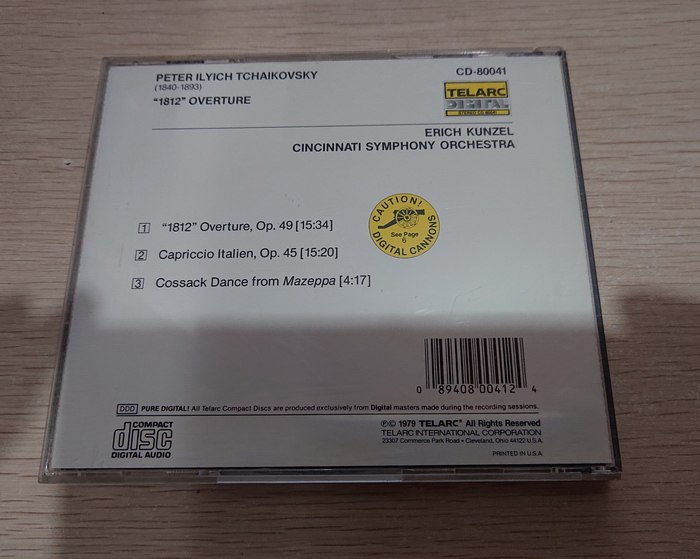 PETER ILYICH TCHAIKOVSKY
(1840-1893)
"1812" OVERTURE
CD-80041
TELARC
DIGITAL
STEREO CD 80041
ERICH KUNZEL
CINCINNATI SYMPHONY ORCHESTRA
1 "1812" Overture, Op. 49 [15:34]
2 Capriccio Italien, Op. 45 [15:20]
3 Cossack Dance from Mazeppa [4:17]
CAUTION!
See Page
6
DIGITAL CANNONS
0 89408 00412 4
DDD PURE DIGITAL! All Telarc Compact Discs are produced exclusively from Digital masters made during the recording sessions.
COMPACT
disc
DIGITAL AUDIO
℗© 1979 TELARC® All Rights Reserved
TELARC INTERNATIONAL CORPORATION
23307 Commerce Park Road • Cleveland, Ohio 44122 U.S.A.
PRINTED IN U.S.A.